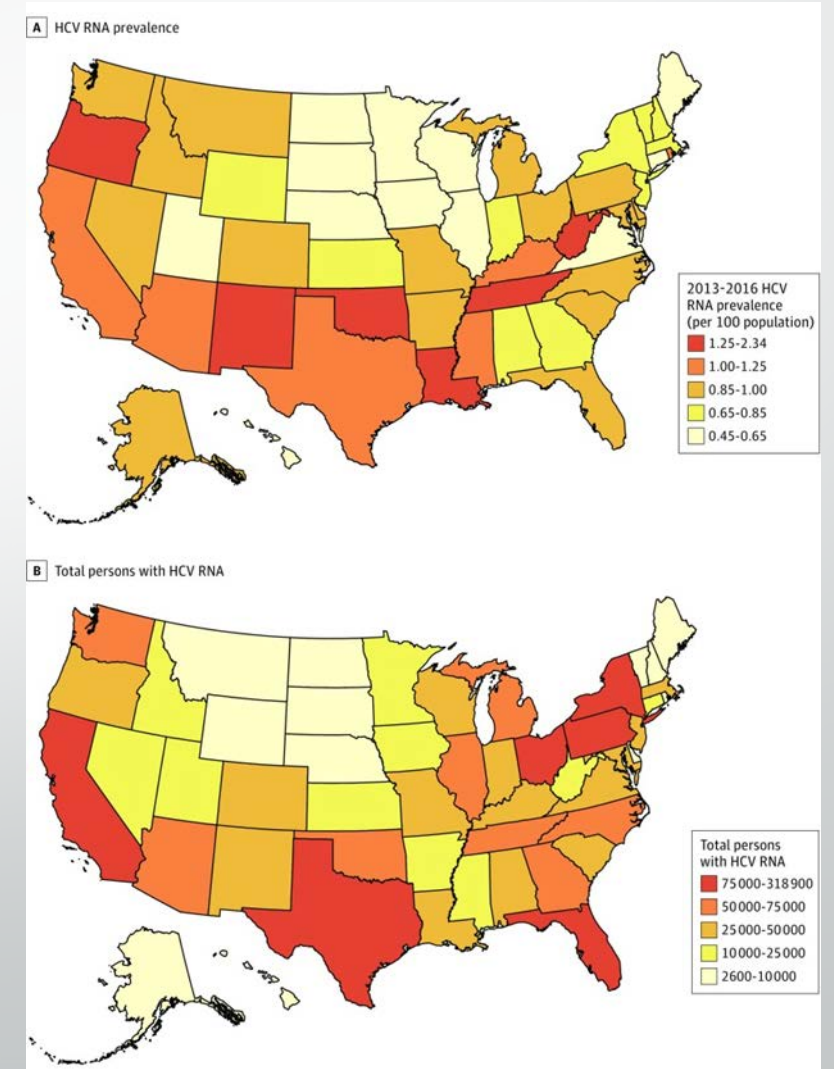 A HCV RNA prevalence
2013-2016 HCV
RNA prevalence
(per 100 population)
1.25-2.34
1.00-1.25
0.85-1.00
0.65-0.85
0.45-0.65
B Total persons with HCV RNA
Total persons
with HCV RNA
75000-318900
50000-75000
25000-50000
10000-25000
2600-10000